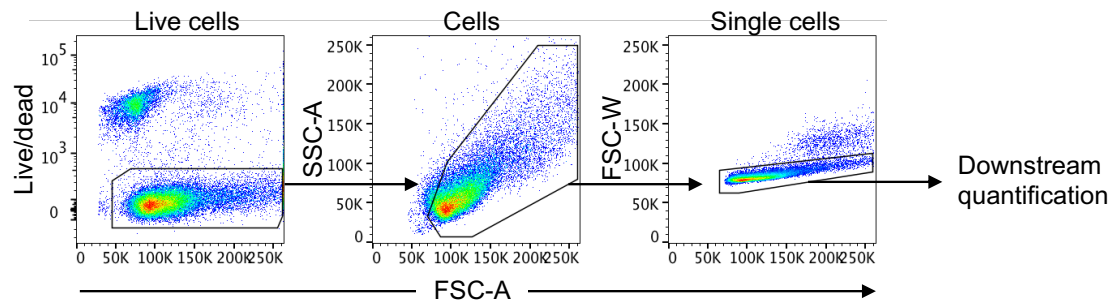 Live cells
Cells
Single cells
Live/dead
10^5
10^4
10^3
0
0 50K 100K 150K 200K 250K
SSC-A
250K
200K
150K
100K
50K
0
0 50K 100K 150K 200K 250K
FSC-W
250K
200K
150K
100K
50K
0
0 50K 100K 150K 200K 250K
Downstream
quantification
FSC-A